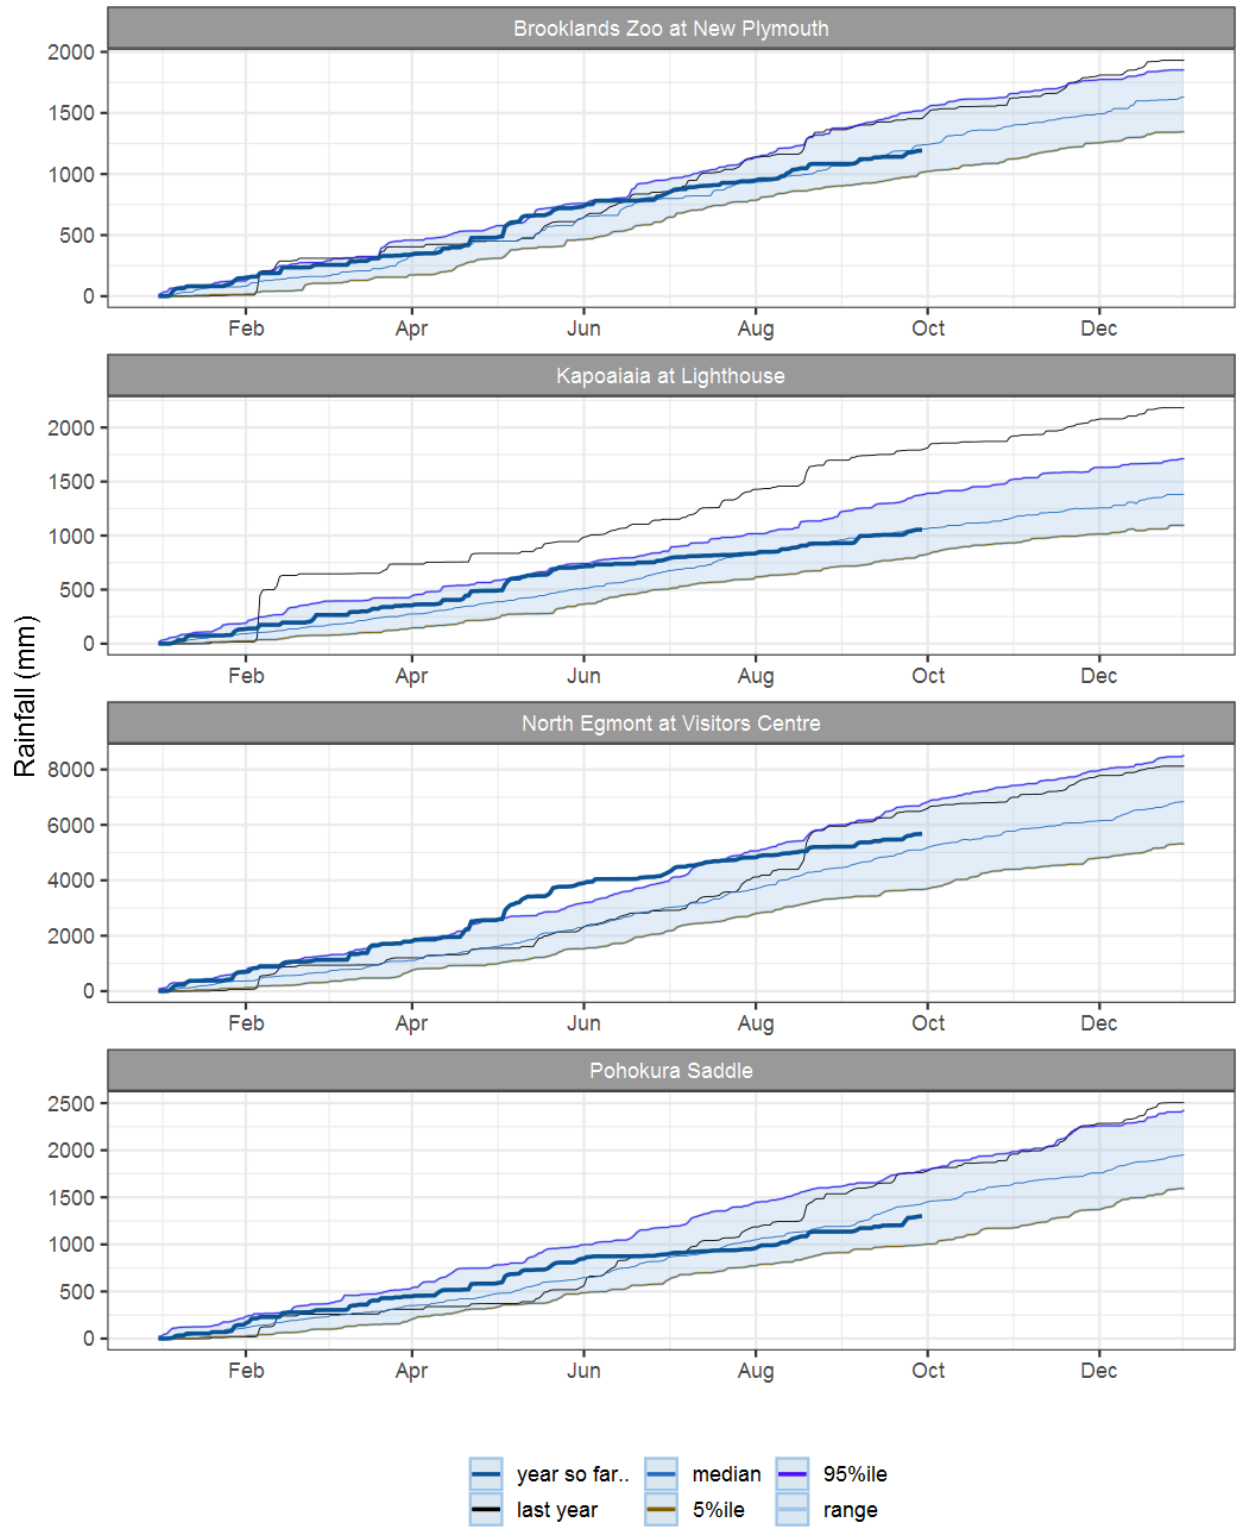 Rainfall (mm)
Brooklands Zoo at New Plymouth
2000
1500
1000
500
0
Feb Apr Jun Aug Oct Dec
Kapoaiaia at Lighthouse
2000
1500
1000
500
0
Feb Apr Jun Aug Oct Dec
North Egmont at Visitors Centre
8000
6000
4000
2000
0
Feb Apr Jun Aug Oct Dec
Pohokura Saddle
2500
2000
1500
1000
500
0
Feb Apr Jun Aug Oct Dec
year so far.. median 95%ile
last year 5%ile range